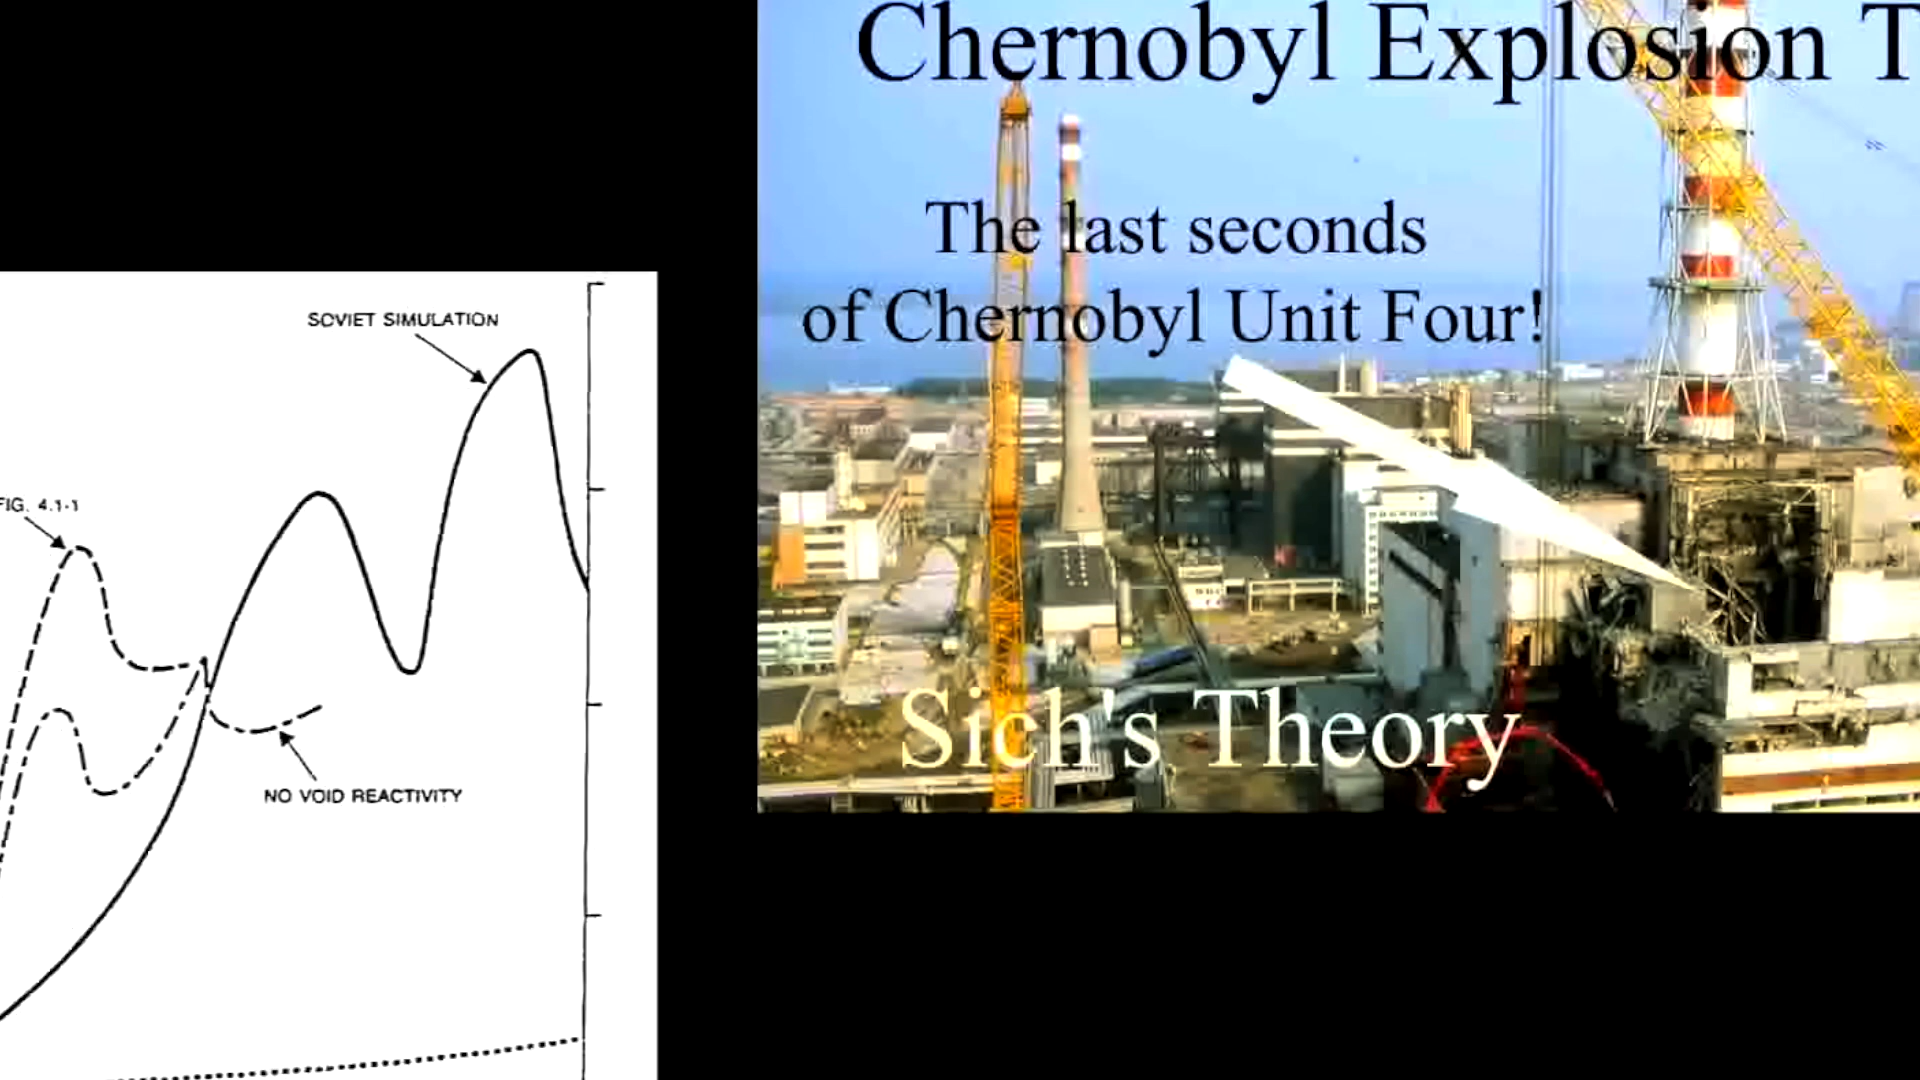 SOVIET SIMULATION
FIG. 4.1-1
NO VOID REACTIVITY
Chernobyl Explosion T
The last seconds
of Chernobyl Unit Four!
Sich's Theory